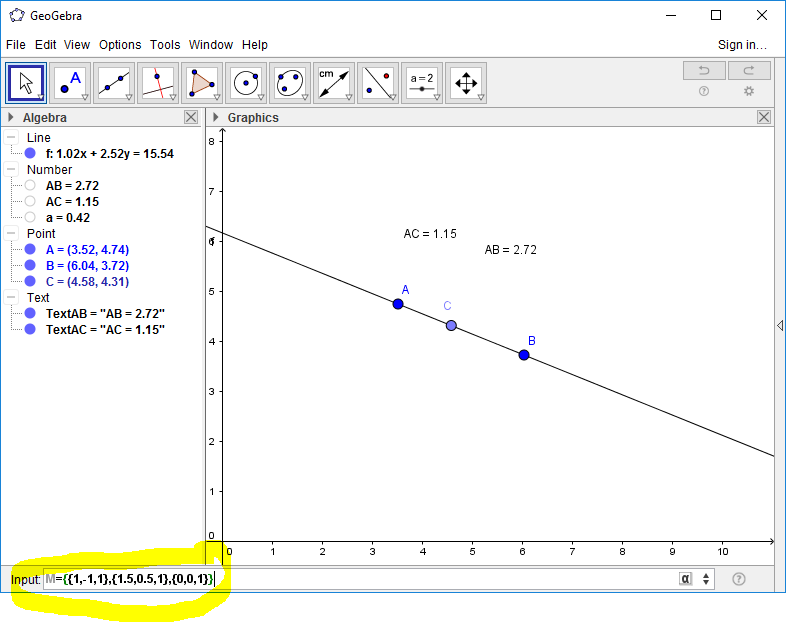 GeoGebra
File Edit View Options Tools Window Help
Sign in...
A
cm
a = 2
Algebra
Graphics
Line
f: 1.02x + 2.52y = 15.54
Number
AB = 2.72
AC = 1.15
a = 0.42
Point
A = (3.52, 4.74)
B = (6.04, 3.72)
C = (4.58, 4.31)
Text
TextAB = "AB = 2.72"
TextAC = "AC = 1.15"
8
7
6
f
5
4
3
2
1
0
0 1 2 3 4 5 6 7 8 9 10
AC = 1.15
AB = 2.72
A
C
B
Input: M={{1,-1,1},{1.5,0.5,1},{0,0,1}}
α